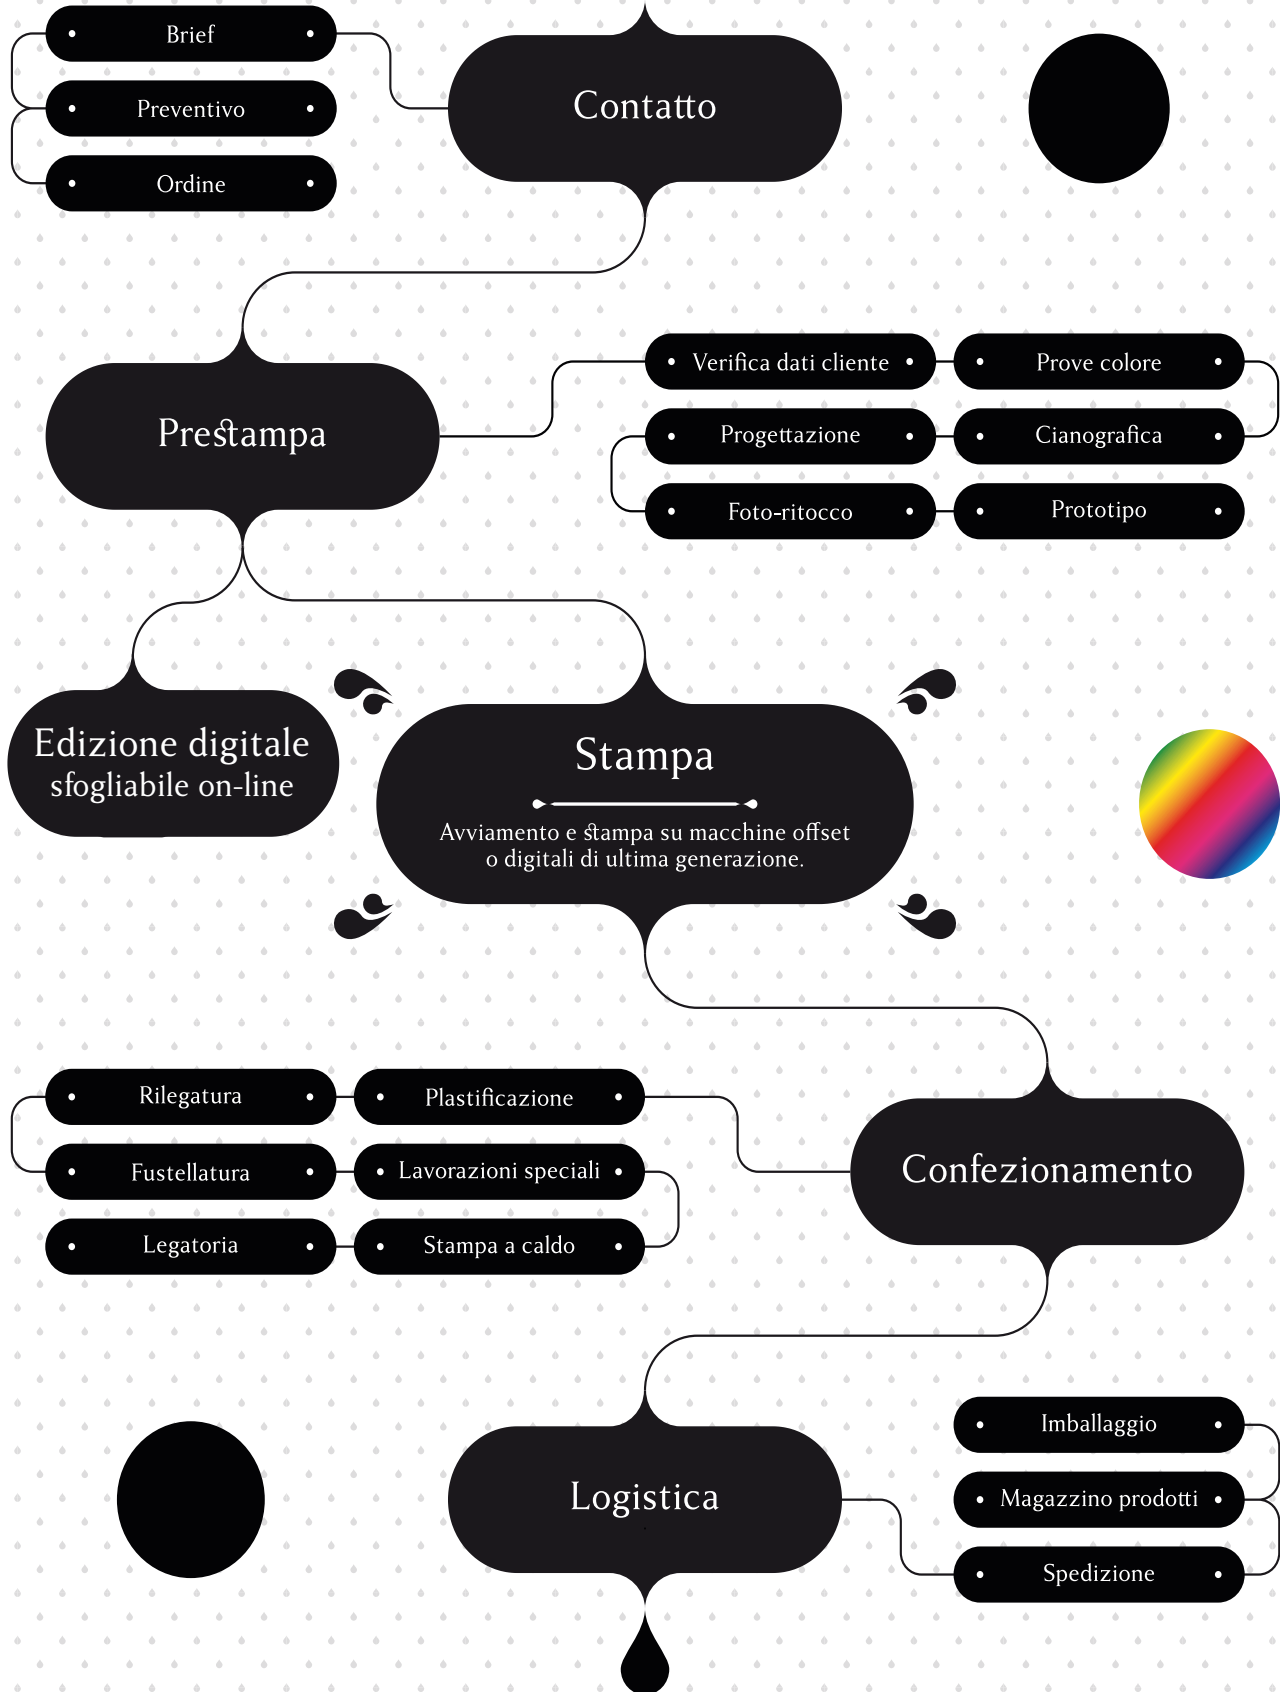 Contatto
Brief
Preventivo
Ordine
Prestampa
Verifica dati cliente
Prove colore
Progettazione
Cianografica
Foto-ritocco
Prototipo
Edizione digitale
sfogliabile on-line
Stampa
Avviamento e stampa su macchine offset
o digitali di ultima generazione.
Confezionamento
Rilegatura
Plastificazione
Fustellatura
Lavorazioni speciali
Legatoria
Stampa a caldo
Logistica
Imballaggio
Magazzino prodotti
Spedizione